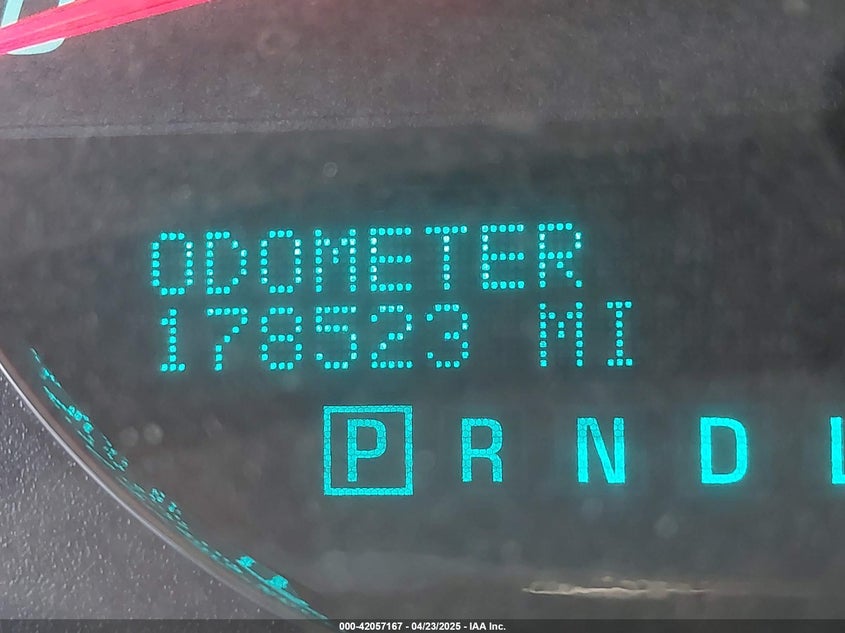 ODOMETER
178523 MI
P R N D L
000-42057167 - 04/23/2025 - IAA Inc.